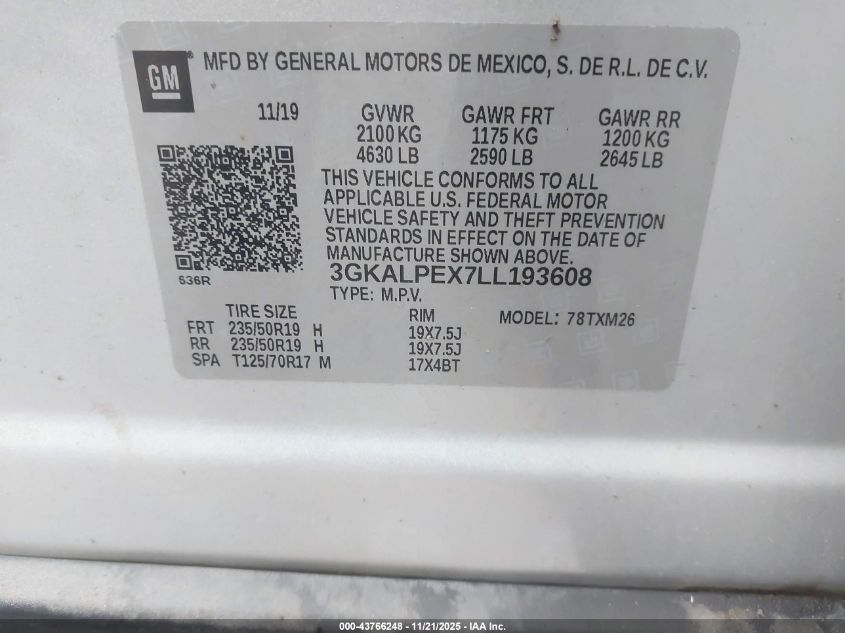 GM ® MFD BY GENERAL MOTORS DE MEXICO, S. DE R.L. DE C.V.
11/19 GVWR GAWR FRT GAWR RR
2100 KG 1175 KG 1200 KG
4630 LB 2590 LB 2645 LB
THIS VEHICLE CONFORMS TO ALL
APPLICABLE U.S. FEDERAL MOTOR
VEHICLE SAFETY AND THEFT PREVENTION
STANDARDS IN EFFECT ON THE DATE OF
MANUFACTURE SHOWN ABOVE.
636R 3GKALPEX7LL193608
TYPE: M.P.V.
TIRE SIZE RIM MODEL: 78TXM26
FRT 235/50R19 H 19X7.5J
RR 235/50R19 H 19X7.5J
SPA T125/70R17 M 17X4BT
000-43766248 - 11/21/2025 - IAA Inc.